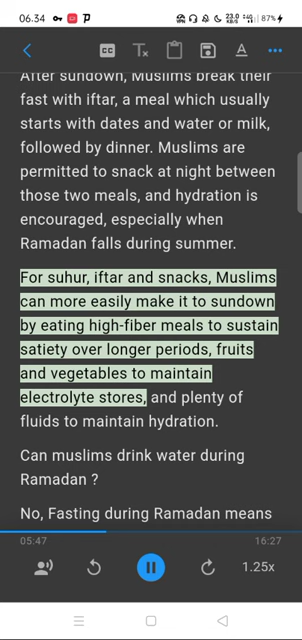 06.34
23.0 KB/S
87%
CC
After sundown, Muslims break their
fast with iftar, a meal which usually
starts with dates and water or milk,
followed by dinner. Muslims are
permitted to snack at night between
those two meals, and hydration is
encouraged, especially when
Ramadan falls during summer.
For suhur, iftar and snacks, Muslims
can more easily make it to sundown
by eating high-fiber meals to sustain
satiety over longer periods, fruits
and vegetables to maintain
electrolyte stores, and plenty of
fluids to maintain hydration.
Can muslims drink water during
Ramadan ?
No, Fasting during Ramadan means
05:47
16:27
1.25x